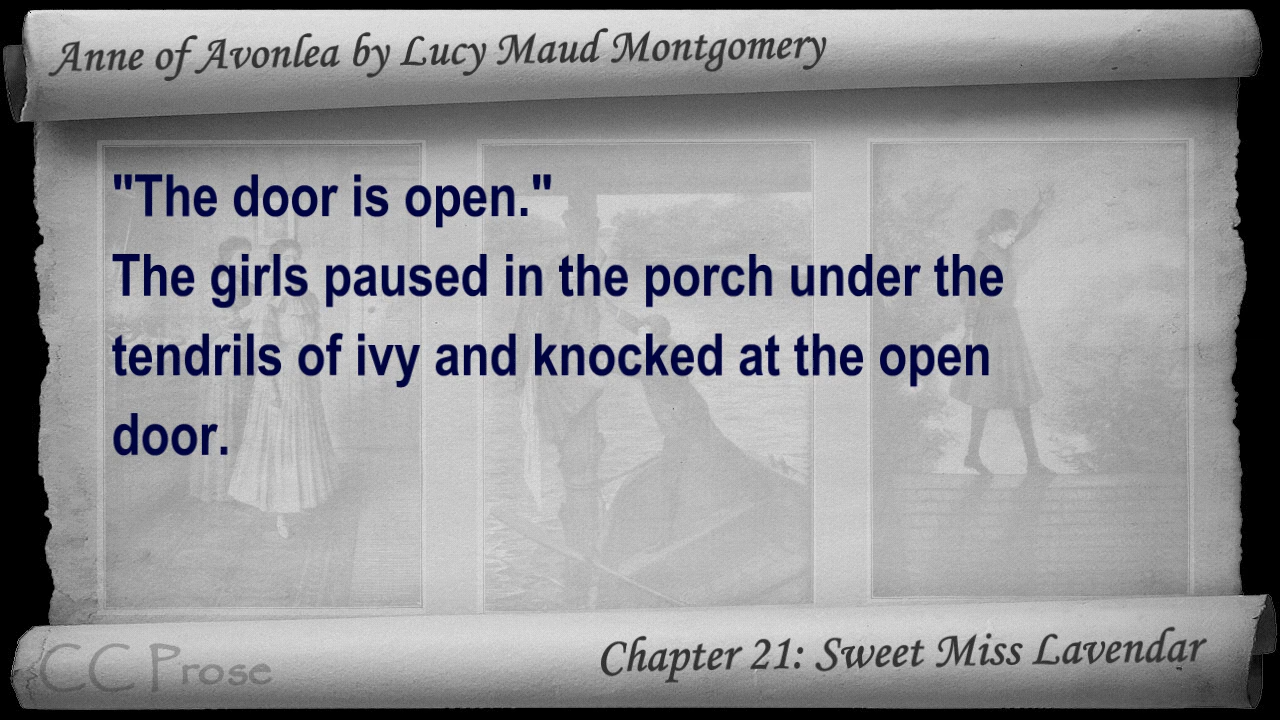 Anne of Avonlea by Lucy Maud Montgomery
"The door is open."
The girls paused in the porch under the
tendrils of ivy and knocked at the open
door.
CC Prose
Chapter 21: Sweet Miss Lavendar